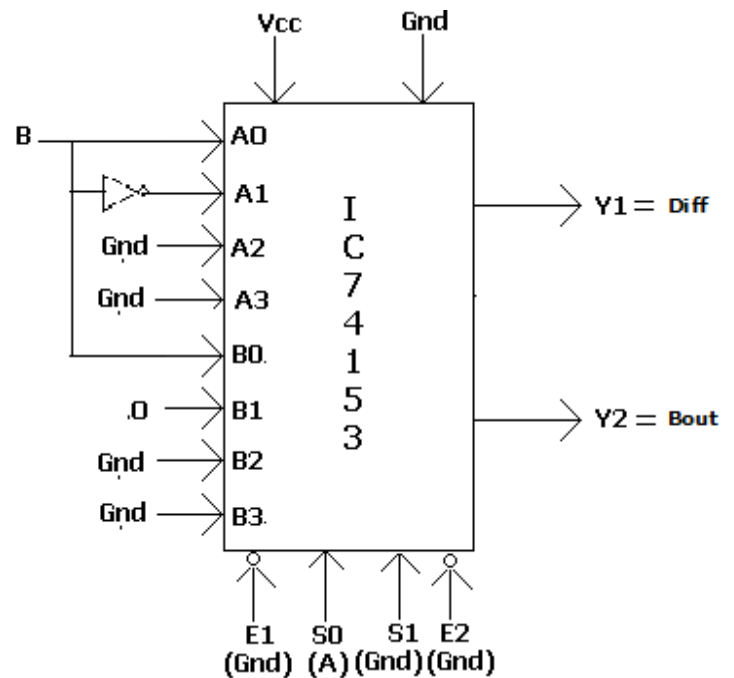 Vcc Gnd
B A0
A1
Gnd A2
Gnd A3
B0.
.0 B1
Gnd B2
Gnd B3.
I
C
7
4
1
5
3
Y1 = Diff
Y2 = Bout
E1 S0 S1 E2
(Gnd) (A) (Gnd) (Gnd)